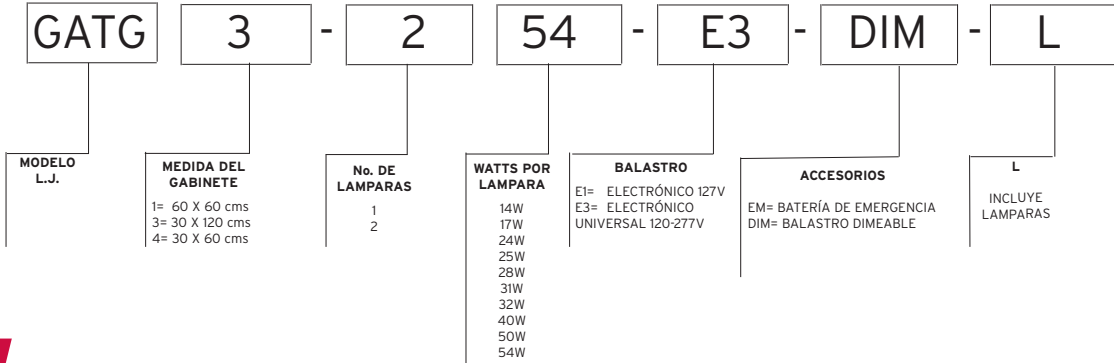 GATG 3 - 2 54 - E3 - DIM - L
MODELO
L.J.
MEDIDA DEL
GABINETE
1= 60 X 60 cms
3= 30 X 120 cms
4= 30 X 60 cms
No. DE
LAMPARAS
1
2
WATTS POR
LAMPARA
14W
17W
24W
25W
28W
31W
32W
40W
50W
54W
BALASTRO
E1= ELECTRÓNICO 127V
E3= ELECTRÓNICO
UNIVERSAL 120-277V
ACCESORIOS
EM= BATERÍA DE EMERGENCIA
DIM= BALASTRO DIMEABLE
L
INCLUYE
LAMPARAS